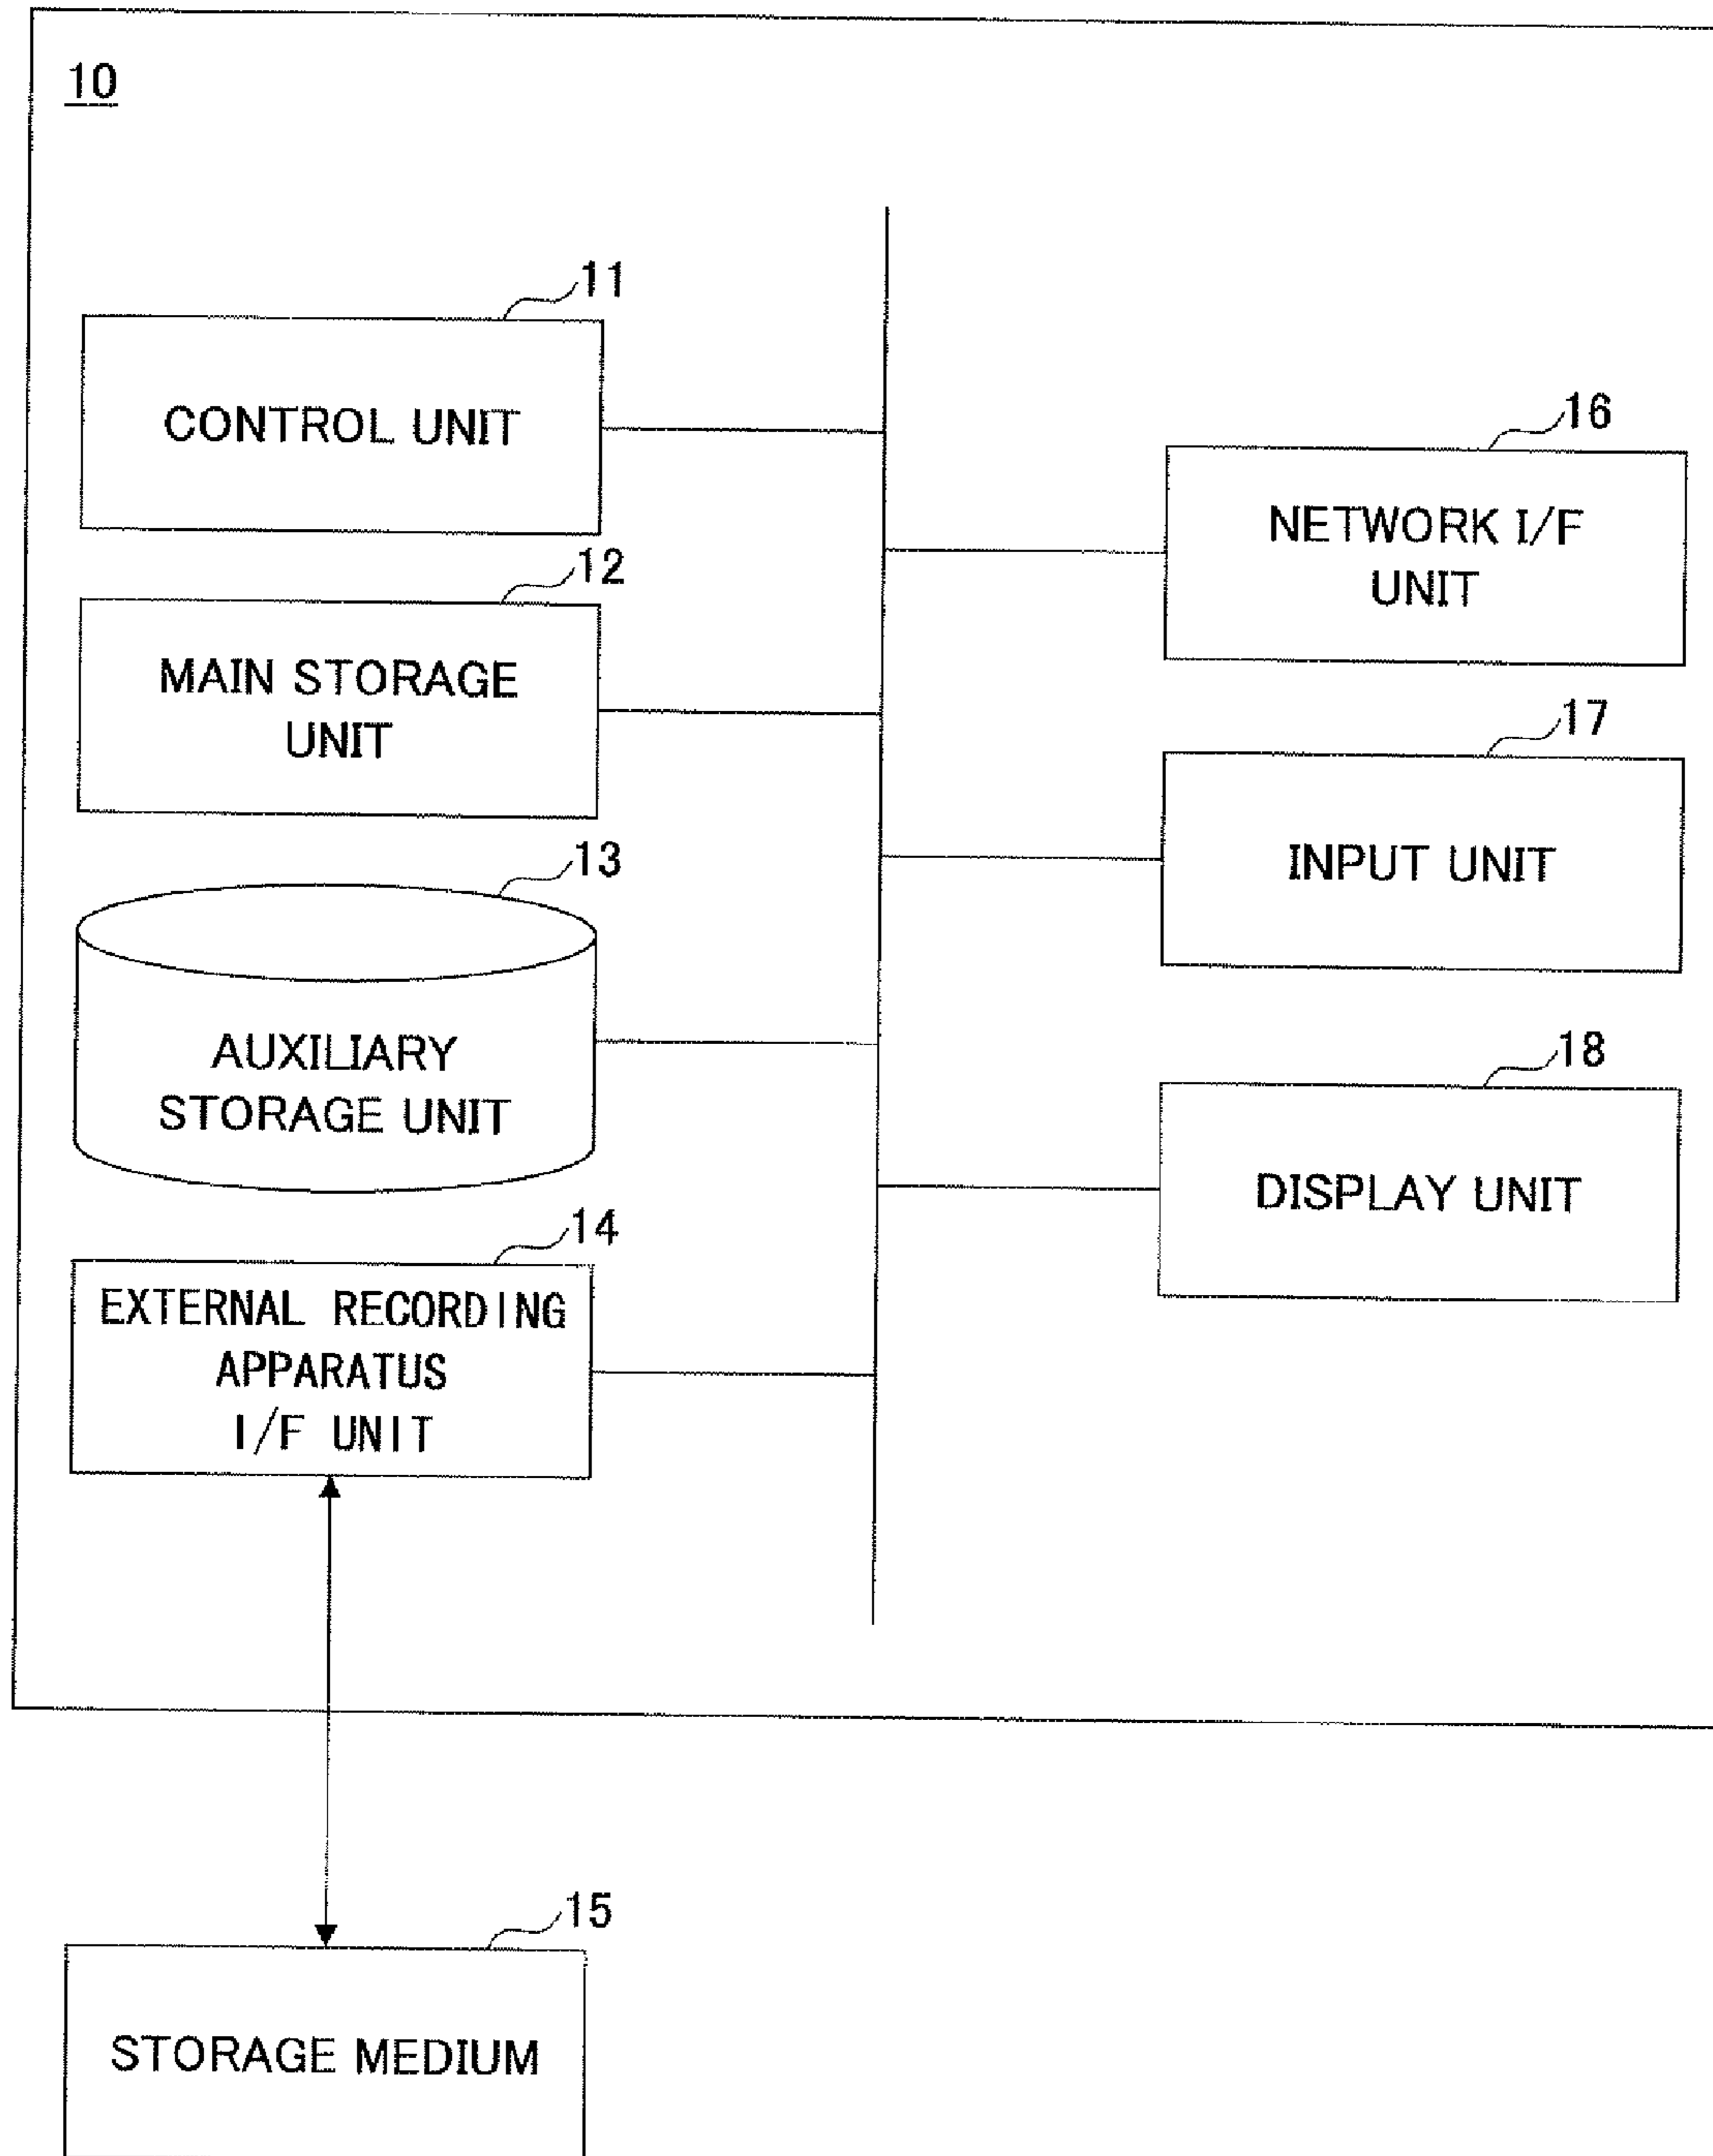 10
11
CONTROL UNIT
12
MAIN STORAGE
UNIT
13
AUXILIARY
STORAGE UNIT
14
EXTERNAL RECORDING
APPARATUS
I/F UNIT
16
NETWORK I/F
UNIT
17
INPUT UNIT
18
DISPLAY UNIT
15
STORAGE MEDIUM